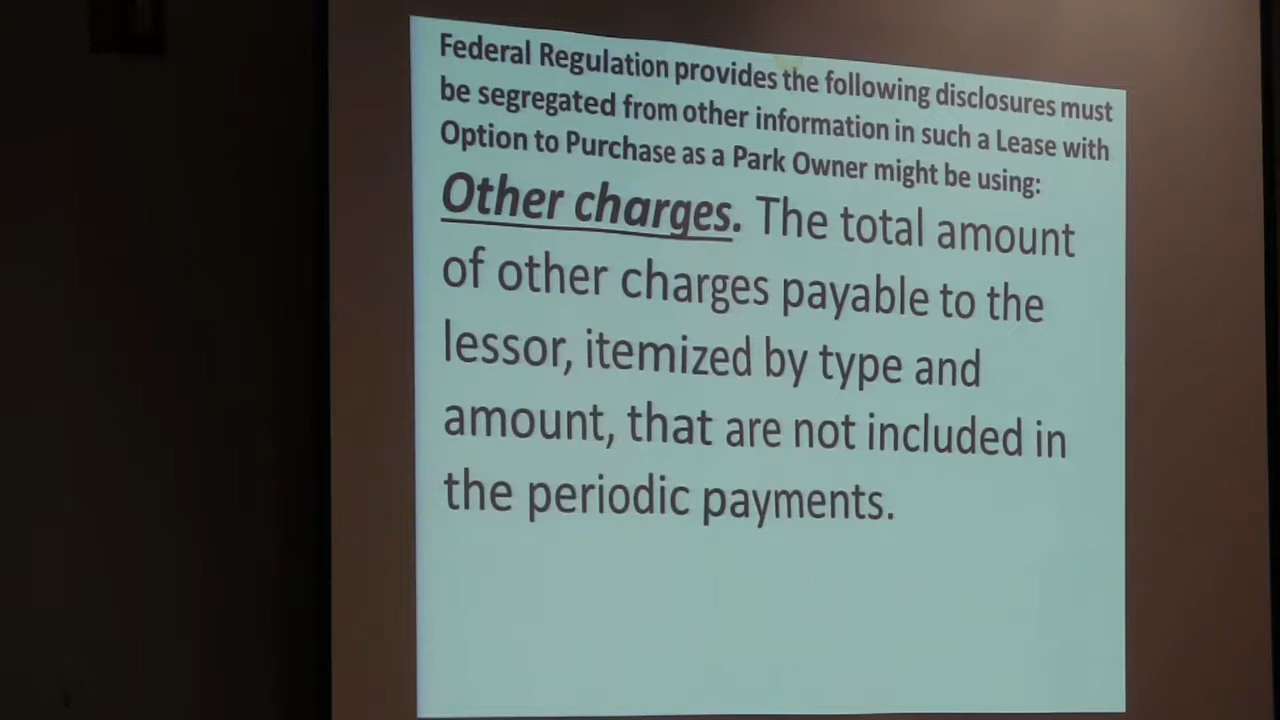 Federal Regulation provides the following disclosures must
be segregated from other information in such a Lease with
Option to Purchase as a Park Owner might be using:
Other charges. The total amount
of other charges payable to the
lessor, itemized by type and
amount, that are not included in
the periodic payments.